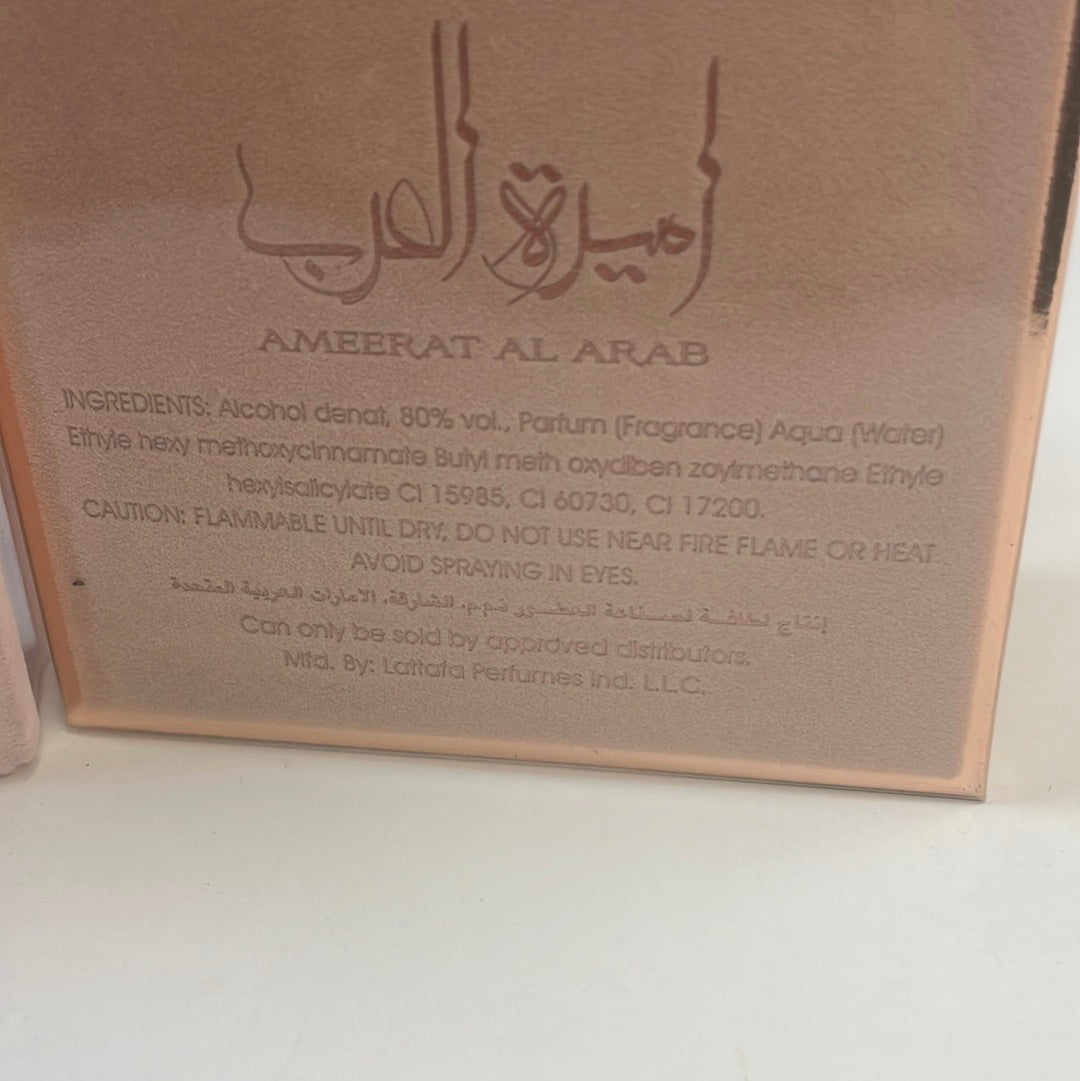 أميرة العرب
AMEERAT AL ARAB
INGREDIENTS: Alcohol denat, 80% vol., Parfum (Fragrance) Aqua (Water)
Ethyle hexy methoxycinnamate Butyl meth oxydiben zoylmethane Ethyle
hexylsalicylate CI 15985, CI 60730, CI 17200.
CAUTION: FLAMMABLE UNTIL DRY, DO NOT USE NEAR FIRE FLAME OR HEAT
AVOID SPRAYING IN EYES.
إنتاج لطافة لصناعة العطور ذ.م.م. الشارقة، الامارات العربية المتحدة
Can only be sold by approved distributors.
Mfd. By: Lattafa Perfumes Ind. L.L.C.